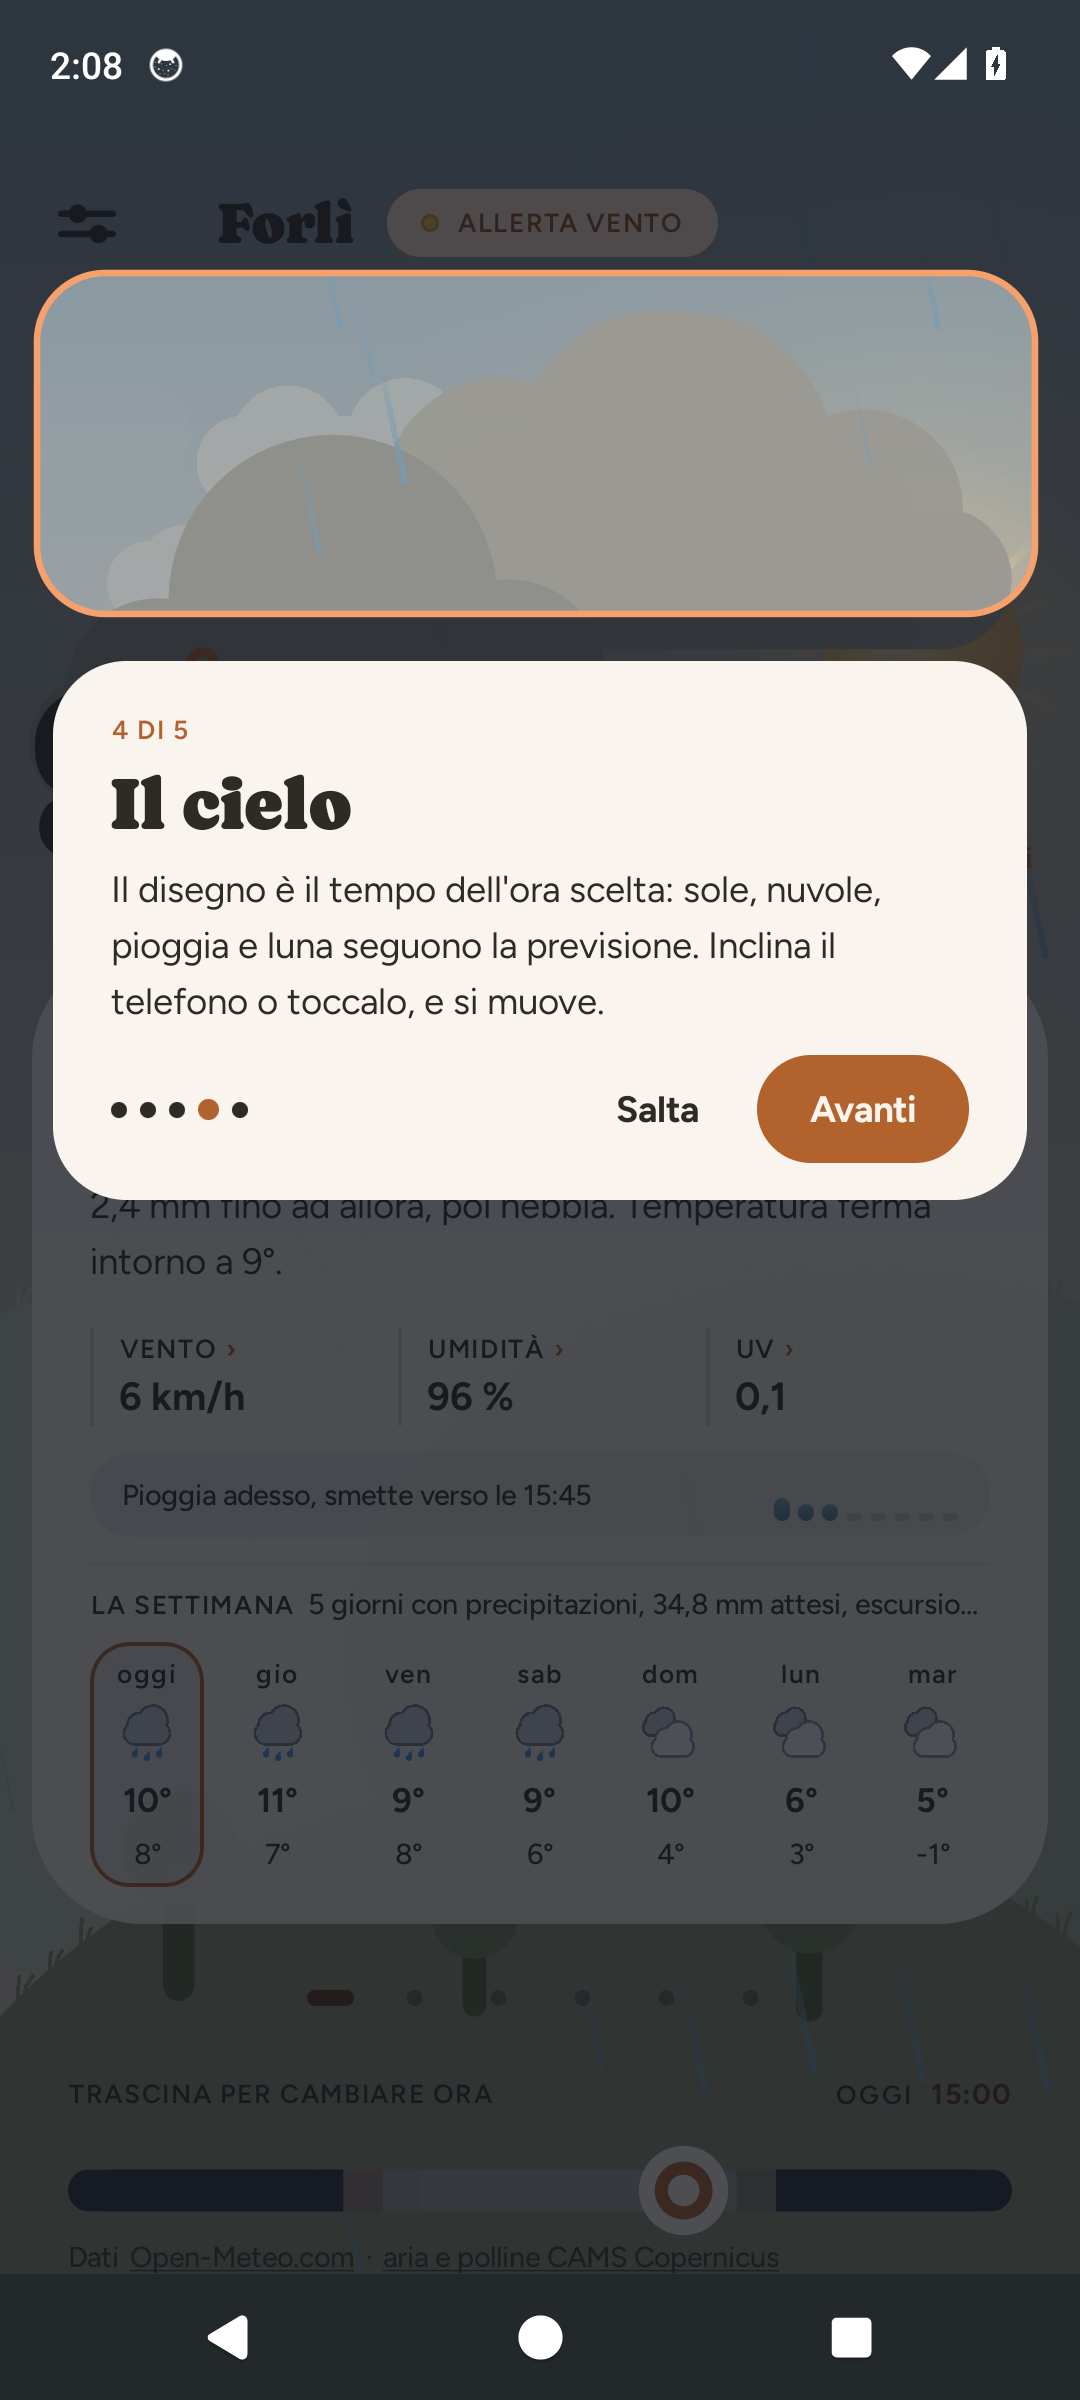 2:08
Forlì
ALLERTA VENTO
4 DI 5
Il cielo
Il disegno è il tempo dell'ora scelta: sole, nuvole,
pioggia e luna seguono la previsione. Inclina il
telefono o toccalo, e si muove.
Salta
Avanti
2,4 mm fino ad allora, poi nebbia. Temperatura ferma
intorno a 9°.
VENTO › UMIDITÀ › UV ›
6 km/h 96 % 0,1
Pioggia adesso, smette verso le 15:45
LA SETTIMANA 5 giorni con precipitazioni, 34,8 mm attesi, escursio...
oggi gio ven sab dom lun mar
10° 11° 9° 9° 10° 6° 5°
8° 7° 8° 6° 4° 3° -1°
TRASCINA PER CAMBIARE ORA OGGI 15:00
Dati Open-Meteo.com · aria e polline CAMS Copernicus